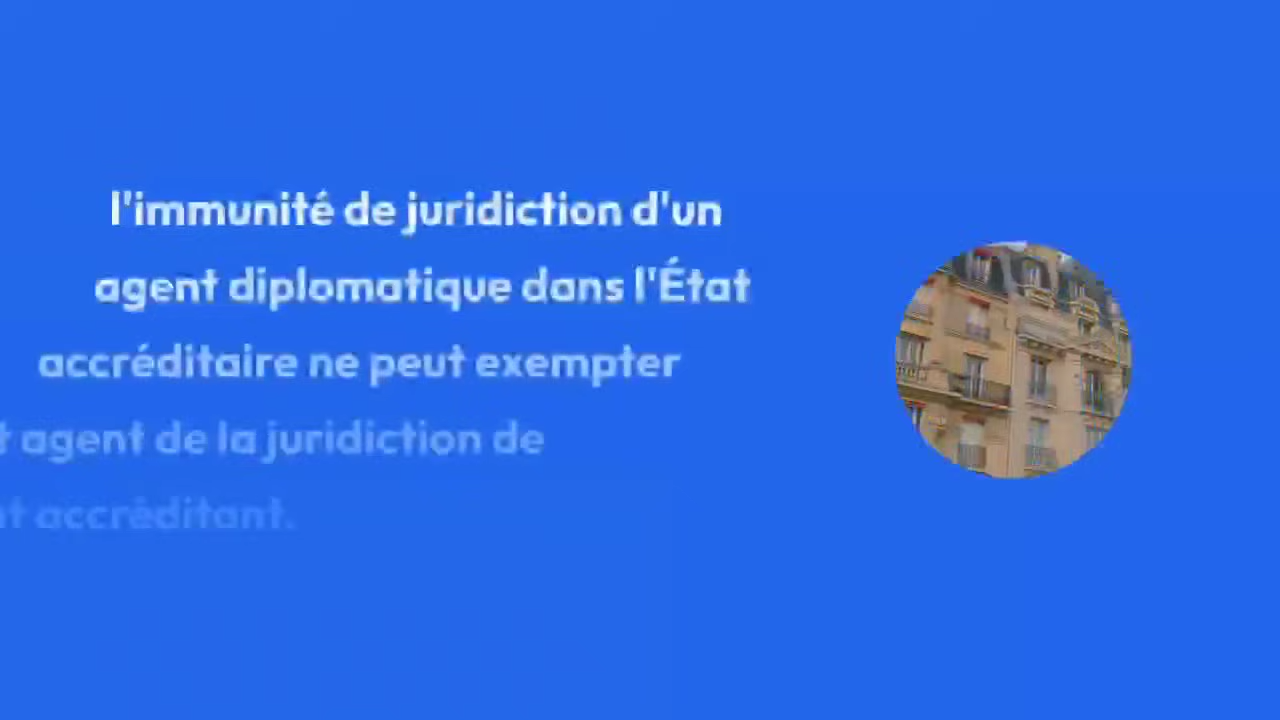 l'immunité de juridiction d'un
agent diplomatique dans l'État
accréditaire ne peut exempter
agent de la juridiction de
accréditant.